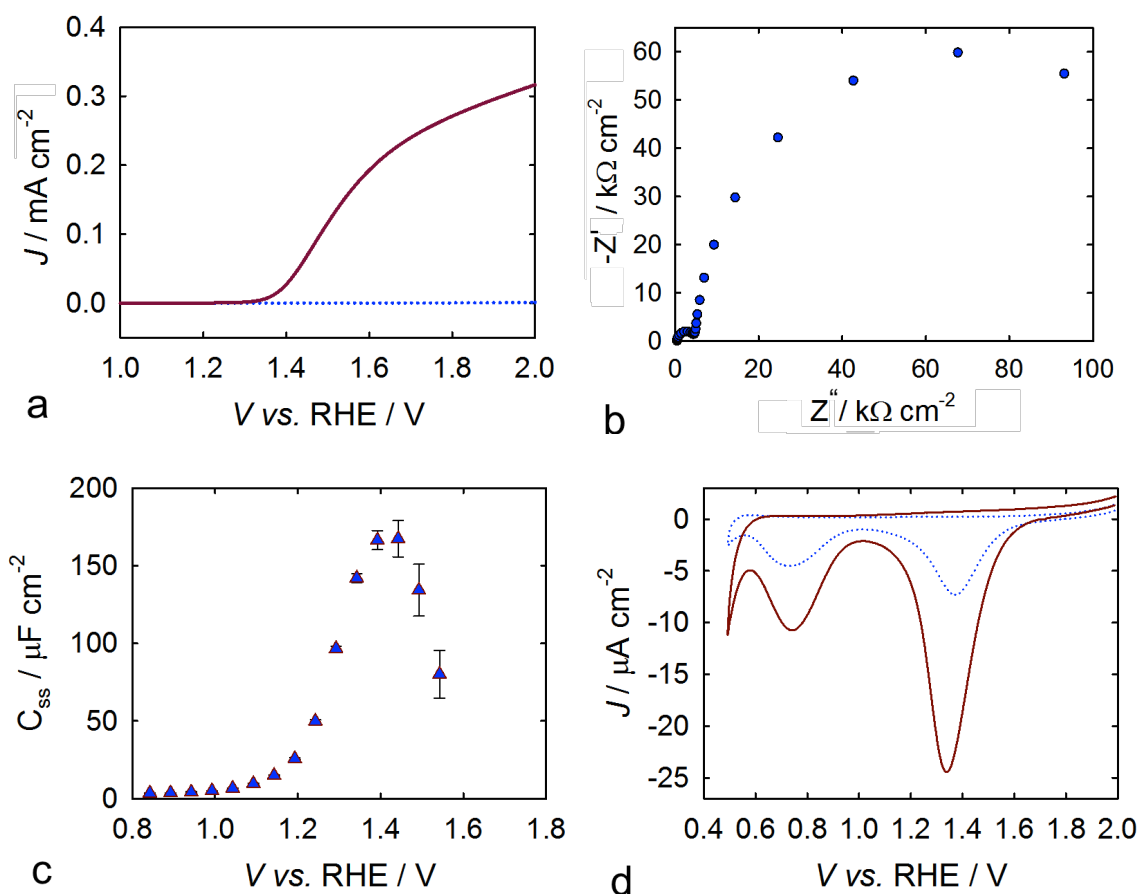 0.4
0.3
0.2
0.1
0.0
J / mA cm-2
1.0 1.2 1.4 1.6 1.8 2.0
V vs. RHE / V
a
60
50
40
30
20
10
0
-Z' / kΩ cm-2
0 20 40 60 80 100
Z“ / kΩ cm-2
b
200
150
100
50
0
Css / μF cm-2
0.8 1.0 1.2 1.4 1.6 1.8
V vs. RHE / V
c
0
-5
-10
-15
-20
-25
J / μA cm-2
0.4 0.6 0.8 1.0 1.2 1.4 1.6 1.8 2.0
V vs. RHE / V
d